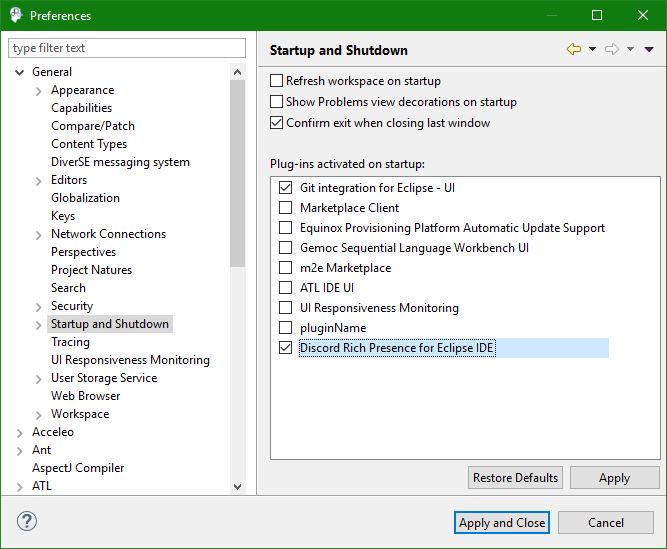 Preferences
type filter text
General
Appearance
Capabilities
Compare/Patch
Content Types
DiverSE messaging system
Editors
Globalization
Keys
Network Connections
Perspectives
Project Natures
Search
Security
Startup and Shutdown
Tracing
UI Responsiveness Monitoring
User Storage Service
Web Browser
Workspace
Acceleo
Ant
AspectJ Compiler
ATL
Startup and Shutdown
Refresh workspace on startup
Show Problems view decorations on startup
Confirm exit when closing last window
Plug-ins activated on startup:
Git integration for Eclipse - UI
Marketplace Client
Equinox Provisioning Platform Automatic Update Support
Gemoc Sequential Language Workbench UI
m2e Marketplace
ATL IDE UI
UI Responsiveness Monitoring
pluginName
Discord Rich Presence for Eclipse IDE
Restore Defaults
Apply
?
Apply and Close
Cancel